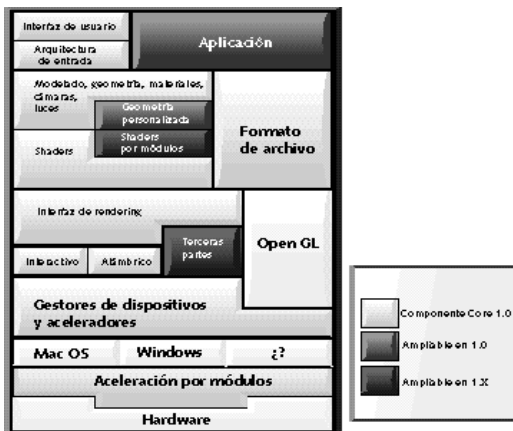 Interfaz de usuario
Arquitectura
de entrada
Aplicación
Modelado, geometría, materiales,
cámaras,
luces
Geometría
personalizada
Shaders
Shaders
por módulos
Formato
de archivo
Interfaz de rendering
Interactivo
Alámbrico
Terceras
partes
Open GL
Gestores de dispositivos
y aceleradores
Mac OS
Windows
¿?
Aceleración por módulos
Hardware
Componente Core 1.0
Ampliable en 1.0
Ampliable en 1.X